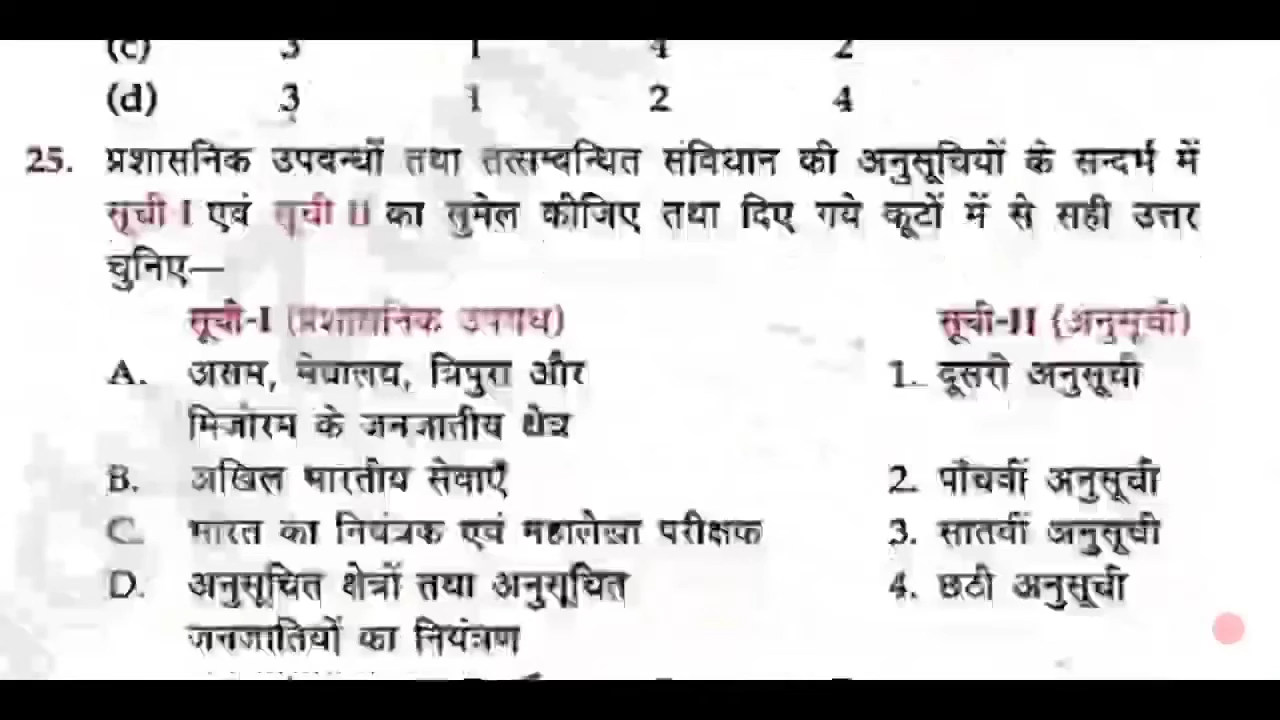 (c) 3 1 4 2
(d) 3 1 2 4
25. प्रशासनिक उपबन्धों तथा तत्सम्बन्धित संविधान की अनुसूचियों के सन्दर्भ में
सूची-I एवं सूची-II का सुमेल कीजिए तथा दिए गये कूटों में से सही उत्तर
चुनिए—
सूची-I (प्रशासनिक उपबंध) सूची-II (अनुसूची)
A. असम, मेघालय, त्रिपुरा और 1. दूसरी अनुसूची
मिजोरम के जनजातीय क्षेत्र
B. अखिल भारतीय सेवाएँ 2. पाँचवीं अनुसूची
C. भारत का नियंत्रक एवं महालेखा परीक्षक 3. सातवीं अनुसूची
D. अनुसूचित क्षेत्रों तथा अनुसूचित 4. छठी अनुसूची
जनजातियों का नियंत्रण